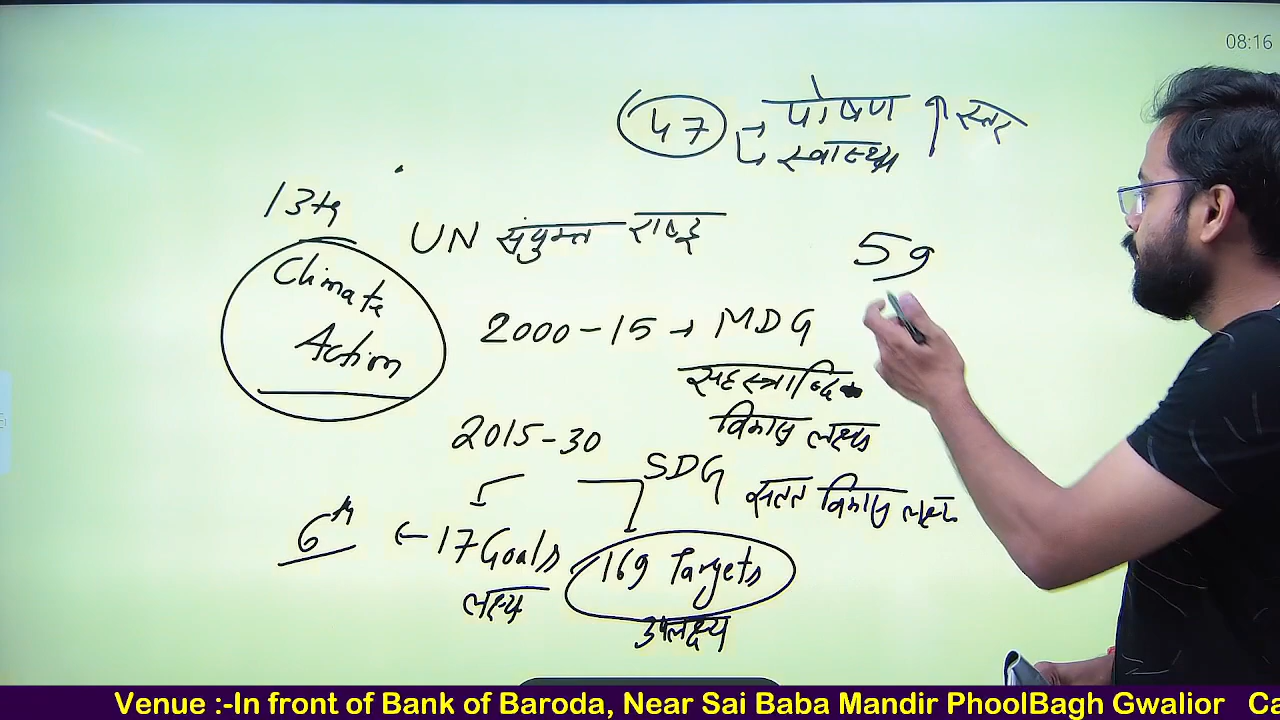 08:16
47 पोषण स्तर
स्वास्थ्य
13th
UN संयुक्त राष्ट्र
Climate
Action
59
2000-15 → MDG
सहस्त्राब्दि
विकास लक्ष्य
2015-30
SDG सतत विकास लक्ष्य
6th ← 17 Goals 169 Targets
लक्ष्य उपलक्ष्य
Venue :-In front of Bank of Baroda, Near Sai Baba Mandir PhoolBagh Gwalior